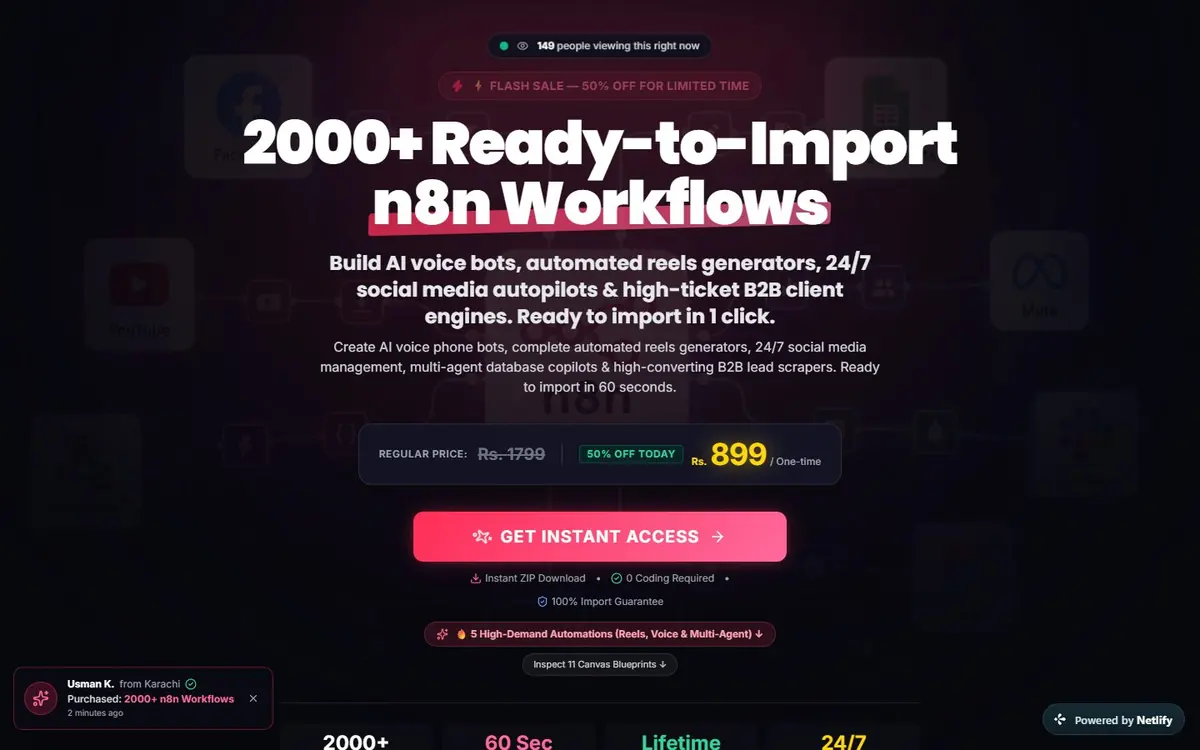 149 people viewing this right now
FLASH SALE — 50% OFF FOR LIMITED TIME
2000+ Ready-to-Import
n8n Workflows
Build AI voice bots, automated reels generators, 24/7
social media autopilots & high-ticket B2B client
engines. Ready to import in 1 click.
Create AI voice phone bots, complete automated reels generators, 24/7 social media
management, multi-agent database copilots & high-converting B2B lead scrapers. Ready
to import in 60 seconds.
YouTube
Meta
n8n
REGULAR PRICE: Rs. 1799 50% OFF TODAY Rs. 899 / One-time
GET INSTANT ACCESS →
Instant ZIP Download • 0 Coding Required •
100% Import Guarantee
🔥 5 High-Demand Automations (Reels, Voice & Multi-Agent) ↓
Inspect 11 Canvas Blueprints ↓
Usman K. from Karachi
Purchased: 2000+ n8n Workflows
2 minutes ago
Powered by Netlify
2000+ 60 Sec Lifetime 24/7